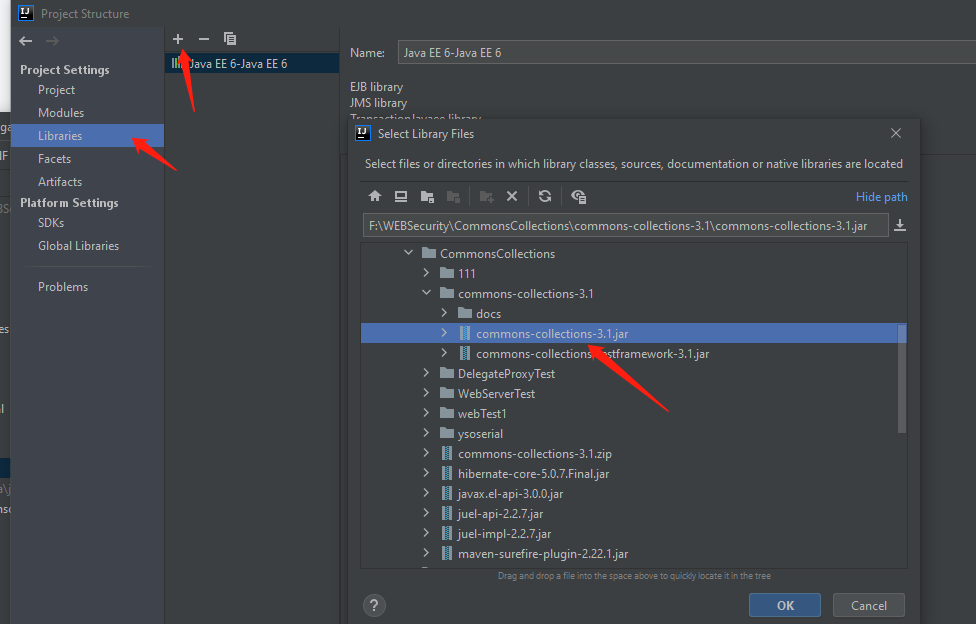 Project Structure
Project Settings
Project
Modules
Libraries
Facets
Artifacts
Platform Settings
SDKs
Global Libraries
Problems
Java EE 6-Java EE 6
Name: Java EE 6-Java EE 6
EJB library
JMS library
Select Library Files
Select files or directories in which library classes, sources, documentation or native libraries are located
Hide path
F:\WEBSecurity\CommonsCollections\commons-collections-3.1\commons-collections-3.1.jar
CommonsCollections
111
commons-collections-3.1
docs
commons-collections-3.1.jar
commons-collections-testframework-3.1.jar
DelegateProxyTest
WebServerTest
webTest1
ysoserial
commons-collections-3.1.zip
hibernate-core-5.0.7.Final.jar
javax.el-api-3.0.0.jar
juel-api-2.2.7.jar
juel-impl-2.2.7.jar
maven-surefire-plugin-2.22.1.jar
Drag and drop a file into the space above to quickly locate it in the tree
? OK Cancel